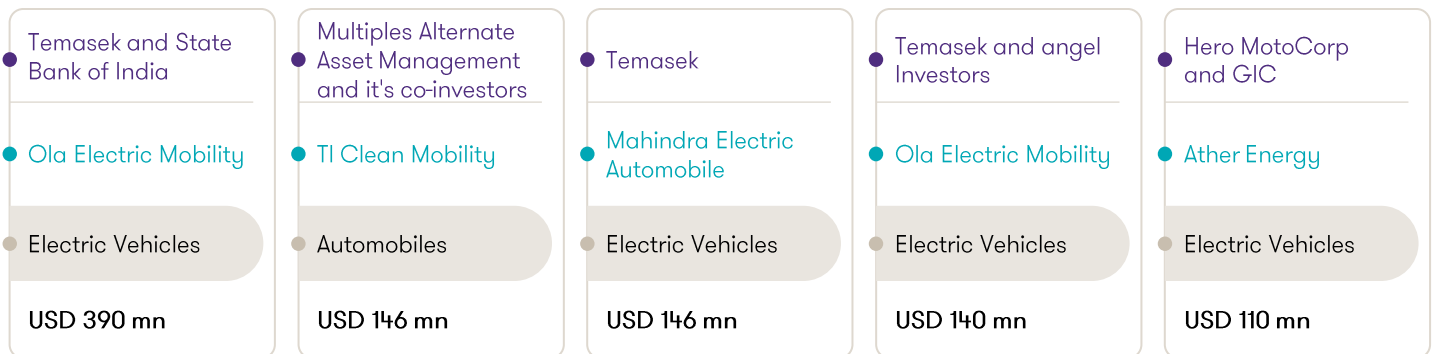 Temasek and State
Bank of India
Ola Electric Mobility
Electric Vehicles
USD 390 mn
Multiples Alternate
Asset Management
and it's co-investors
TI Clean Mobility
Automobiles
USD 146 mn
Temasek
Mahindra Electric
Automobile
Electric Vehicles
USD 146 mn
Temasek and angel
Investors
Ola Electric Mobility
Electric Vehicles
USD 140 mn
Hero MotoCorp
and GIC
Ather Energy
Electric Vehicles
USD 110 mn